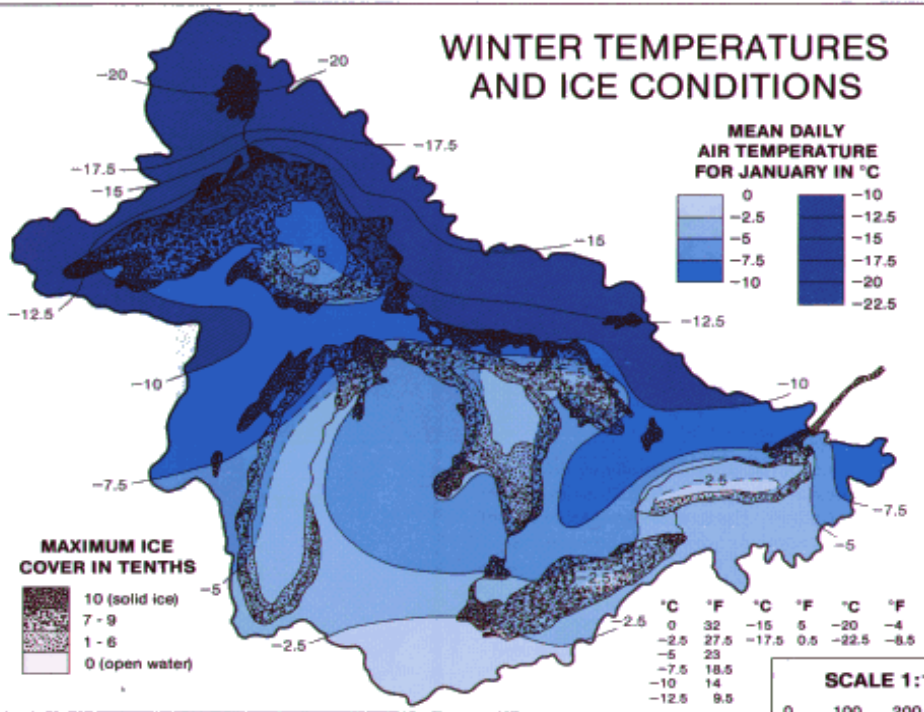 WINTER TEMPERATURES
AND ICE CONDITIONS
MEAN DAILY
AIR TEMPERATURE
FOR JANUARY IN °C
0
-2.5
-5
-7.5
-10
-10
-12.5
-15
-17.5
-20
-22.5
-20
-20
-17.5
-17.5
-15
-7.5
-15
-12.5
-12.5
-10
-5
-10
-7.5
-2.5
-7.5
-5
-5
-2.5
-2.5
-2.5
MAXIMUM ICE
COVER IN TENTHS
10 (solid ice)
7 - 9
1 - 6
0 (open water)
°C °F °C °F °C °F
0 32 -15 5 -20 -4
-2.5 27.5 -17.5 0.5 -22.5 -8.5
-5 23
-7.5 18.5
-10 14
-12.5 9.5
SCALE 1:
0 100 200